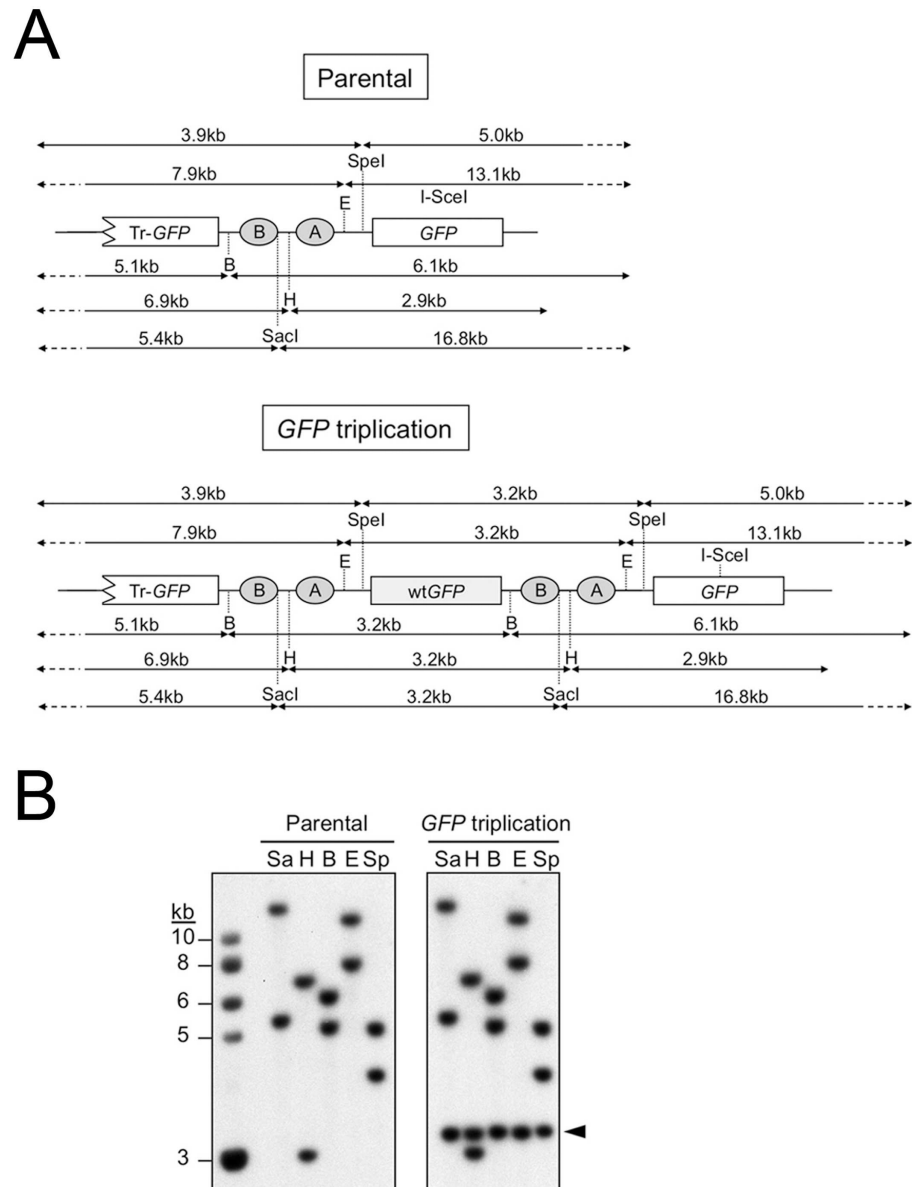 A
Parental
3.9kb 5.0kb
SpeI
7.9kb 13.1kb
E I-SceI
Tr-GFP B A GFP
B
5.1kb 6.1kb
H
6.9kb 2.9kb
SacI
5.4kb 16.8kb
GFP triplication
3.9kb 3.2kb 5.0kb
SpeI SpeI
7.9kb 3.2kb 13.1kb
E E I-SceI
Tr-GFP B A wtGFP B A GFP
B B
5.1kb 3.2kb 6.1kb
H H
6.9kb 3.2kb 2.9kb
SacI SacI
5.4kb 3.2kb 16.8kb
B
Parental GFP triplication
Sa H B E Sp Sa H B E Sp
kb
10
8
6
5
3